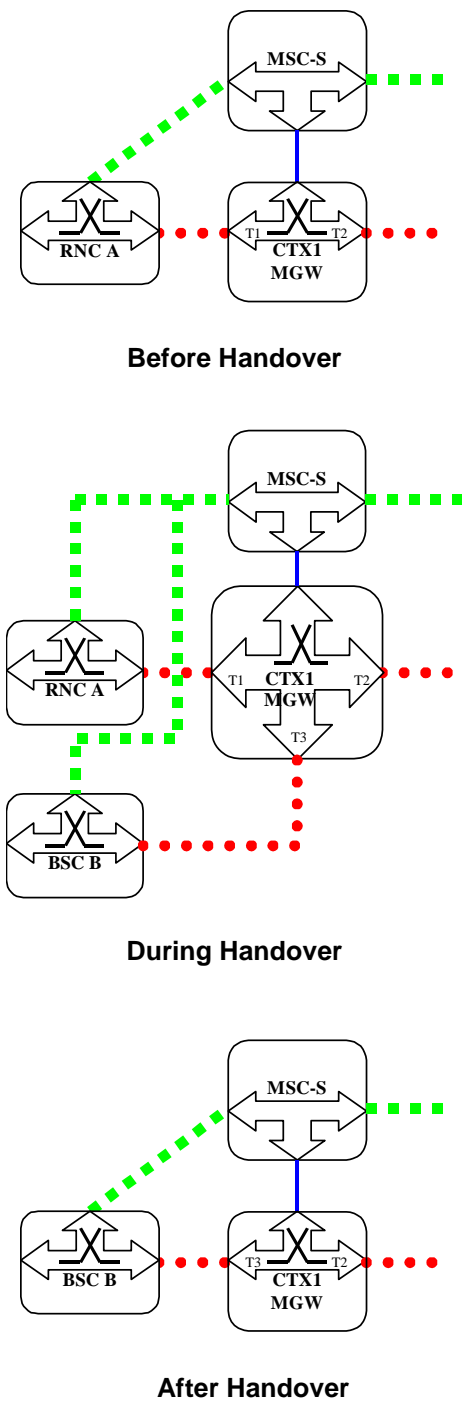 MSC-S
RNC A
T1
T2
CTX1
MGW
Before Handover
MSC-S
RNC A
T1
CTX1
MGW
T2
T3
BSC B
During Handover
MSC-S
BSC B
T3
T2
CTX1
MGW
After Handover